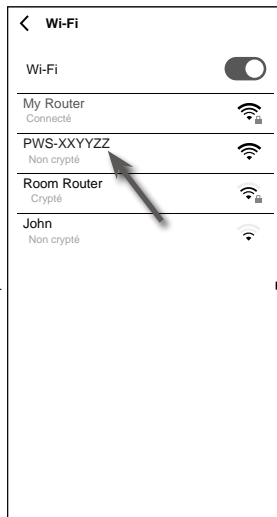 Wi-Fi
Wi-Fi
My Router
Connecté
PWS-XXYYZZ
Non crypté
Room Router
Crypté
John
Non crypté